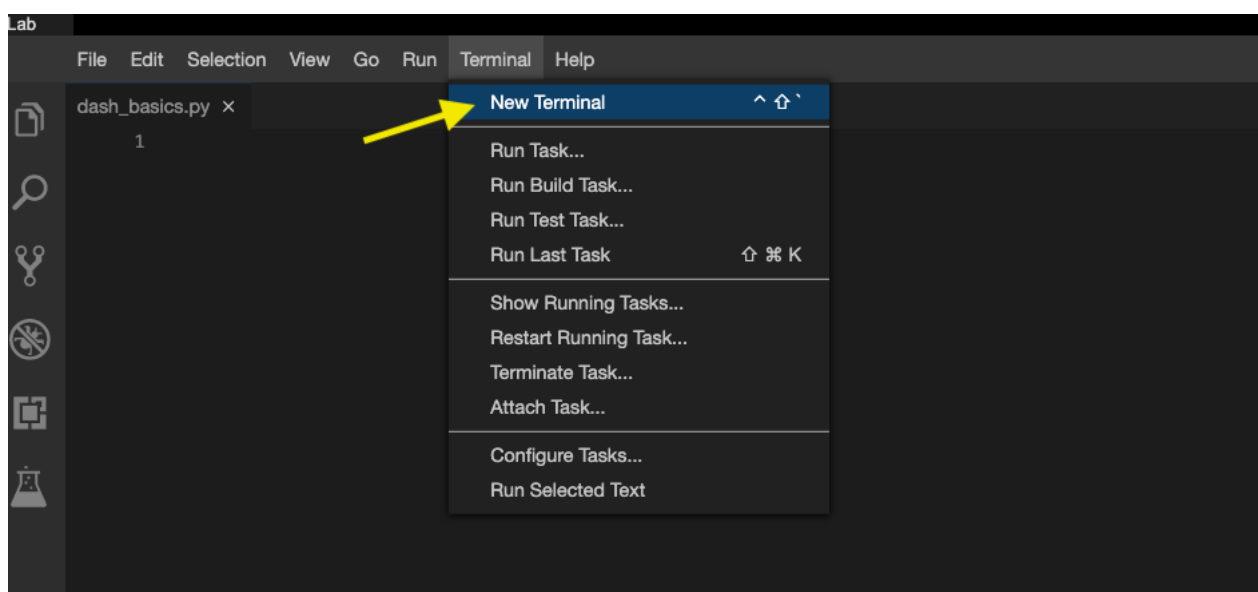 Lab
File Edit Selection View Go Run Terminal Help
dash_basics.py ×
1
New Terminal ^ ⇧ `
Run Task...
Run Build Task...
Run Test Task...
Run Last Task ⇧ ⌘ K
Show Running Tasks...
Restart Running Task...
Terminate Task...
Attach Task...
Configure Tasks...
Run Selected Text